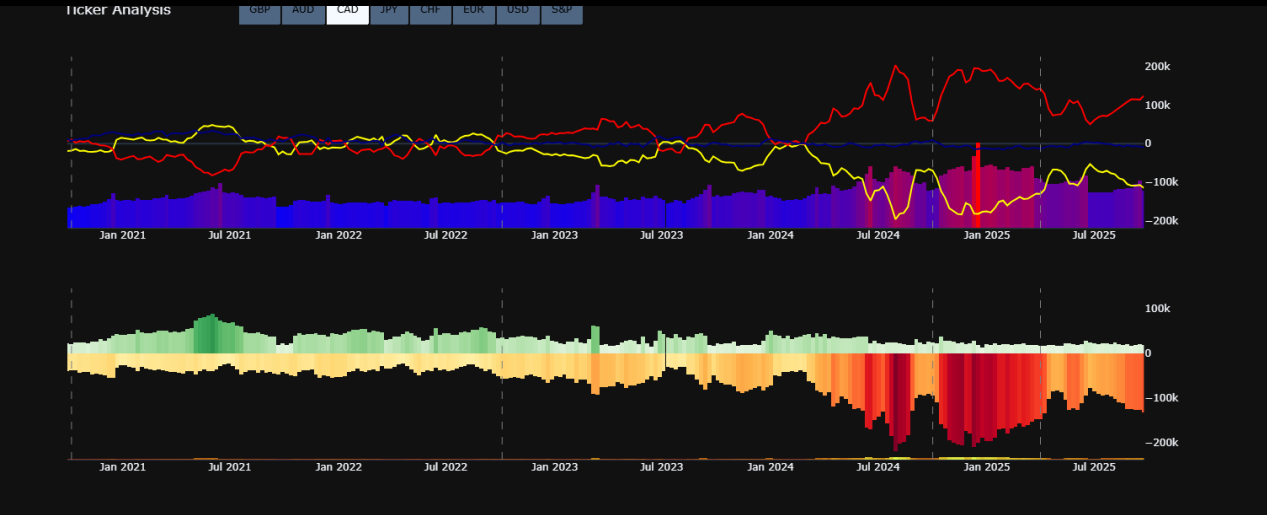 Ticker Analysis
GBP AUD CAD JPY CHF EUR USD S&P
200k
100k
0
−100k
−200k
Jan 2021 Jul 2021 Jan 2022 Jul 2022 Jan 2023 Jul 2023 Jan 2024 Jul 2024 Jan 2025 Jul 2025
100k
0
−100k
−200k
Jan 2021 Jul 2021 Jan 2022 Jul 2022 Jan 2023 Jul 2023 Jan 2024 Jul 2024 Jan 2025 Jul 2025